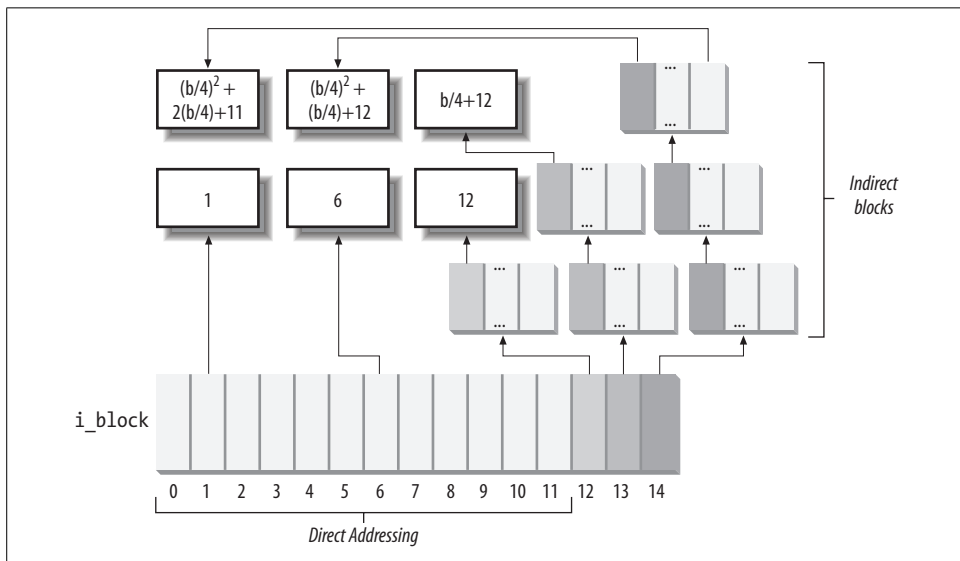 (b/4)² +
2(b/4)+11
(b/4)² +
(b/4)+12
b/4+12
...
...
1
6
12
...
...
...
...
Indirect
blocks
...
...
...
...
...
...
i_block
0 1 2 3 4 5 6 7 8 9 10 11 12 13 14
Direct Addressing